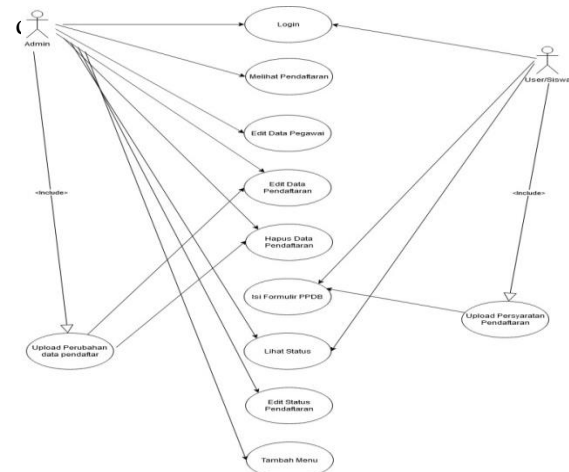 Admin
Login
User/Siswa
Melihat Pendaftaran
Edit Data Pegawai
Edit Data
Pendaftaran
<include>
<include>
Hapus Data
Pendaftaran
Isi Formulir PPDB
Upload Persyaratan
Pendaftaran
Upload Perubahan
data pendaftar
Lihat Status
Edit Status
Pendaftaran
Tambah Menu